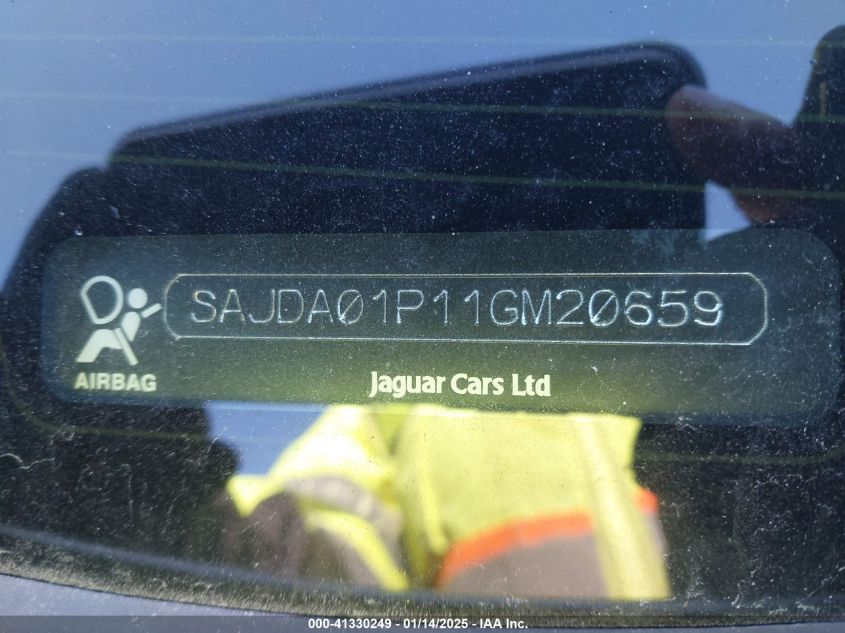 SAJDA01P11GM20659
AIRBAG
Jaguar Cars Ltd
000-41330249 - 01/14/2025 - IAA Inc.